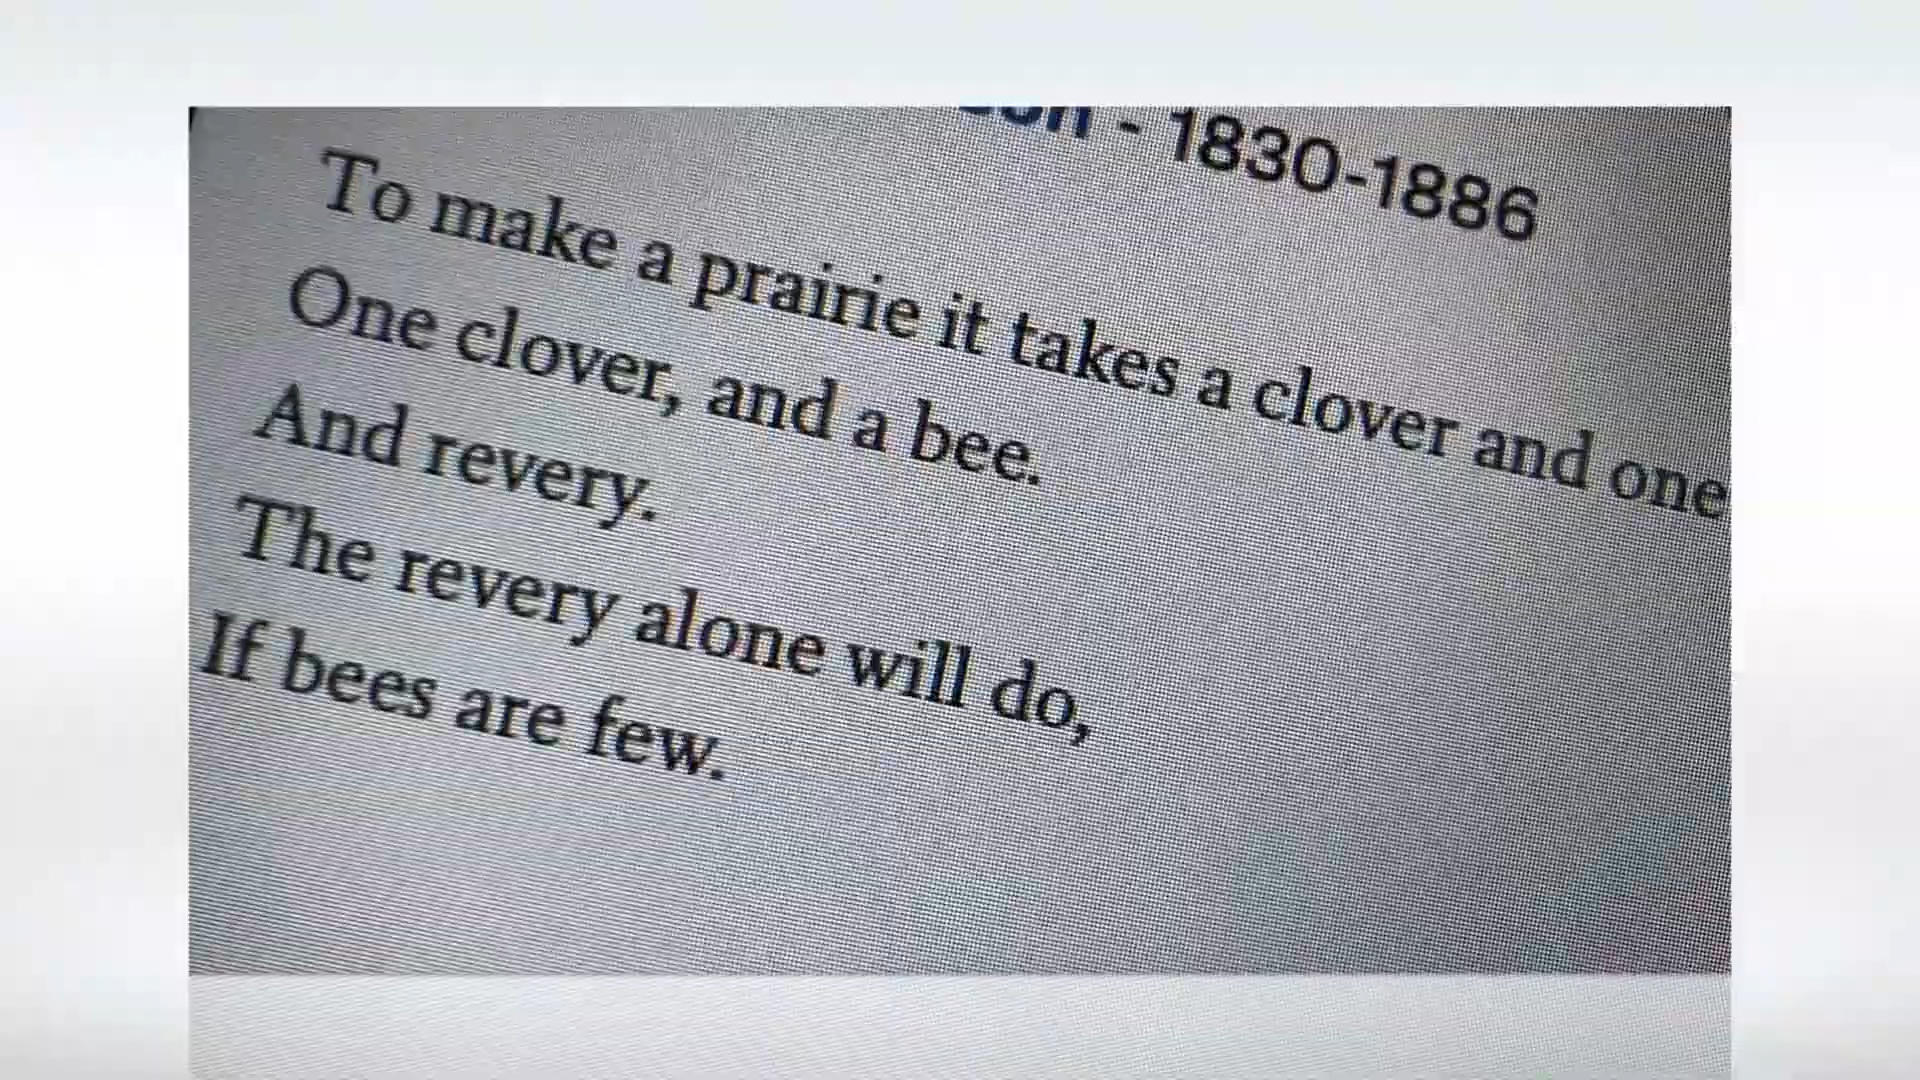 - 1830-1886
To make a prairie it takes a clover and one
One clover, and a bee.
And revery.
The revery alone will do,
If bees are few.